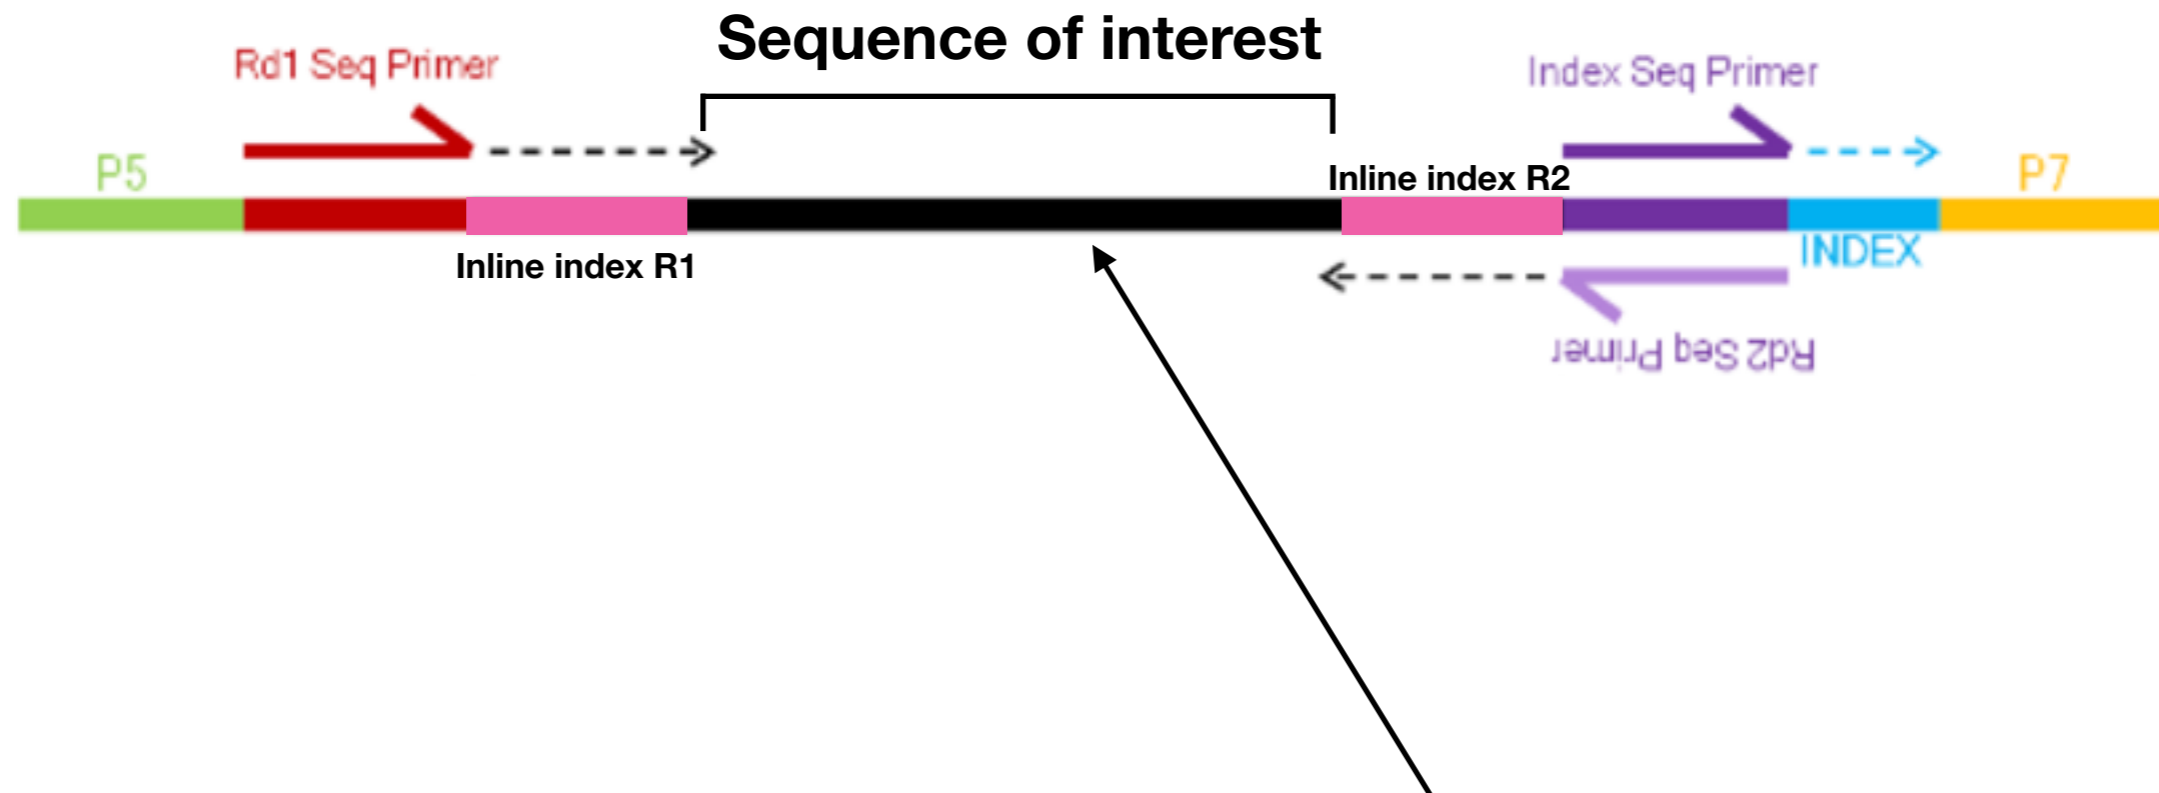 Sequence of interest
Rd1 Seq Primer
Index Seq Primer
P5
Inline index R2
P7
Inline index R1
INDEX
Rd2 Seq Primer